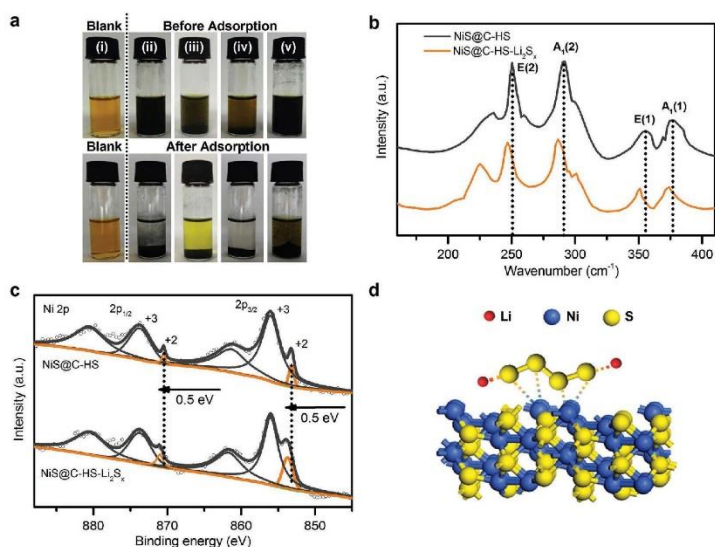 a
Blank
Before Adsorption
(i)
(ii)
(iii)
(iv)
(v)
Blank
After Adsorption
b
NiS@C-HS
NiS@C-HS-Li₂Sₓ
E(2)
A₁(2)
E(1)
A₁(1)
Intensity (a.u.)
200
250
300
350
400
Wavenumber (cm⁻¹)
c
Ni 2p
2p₁/₂
+3
+2
2p₃/₂
+3
+2
NiS@C-HS
0.5 eV
0.5 eV
NiS@C-HS-Li₂Sₓ
Intensity (a.u.)
880
870
860
850
Binding energy (eV)
d
Li
Ni
S